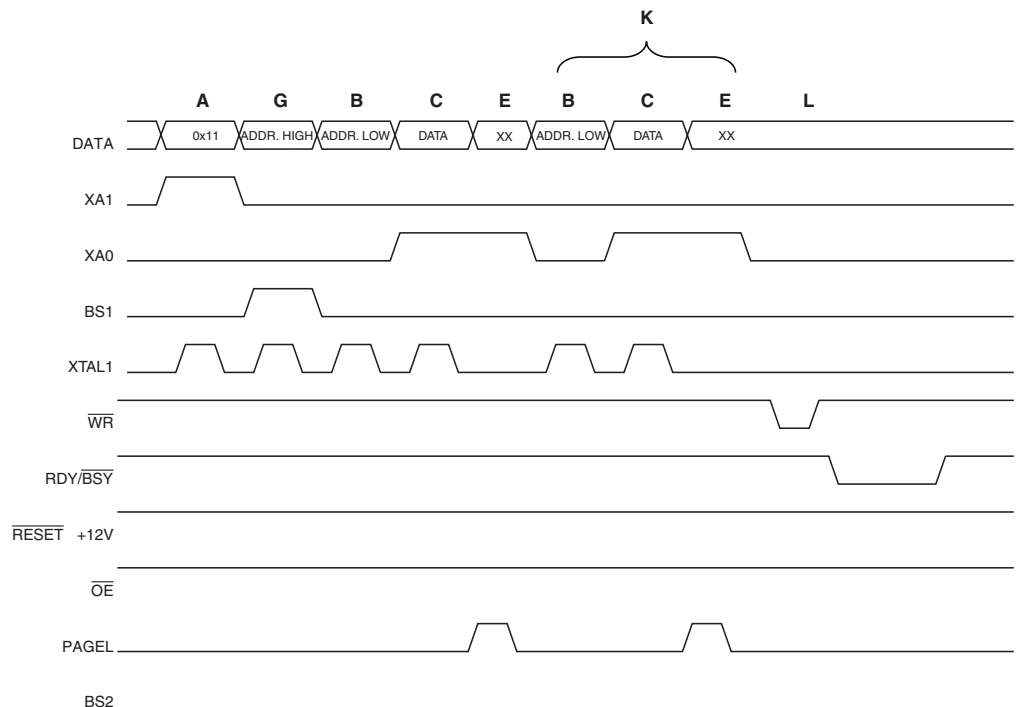 K
A G B C E B C E L
DATA 0x11 ADDR. HIGH ADDR. LOW DATA XX ADDR. LOW DATA XX
XA1
XA0
BS1
XTAL1
WR
RDY/BSY
RESET +12V
OE
PAGEL
BS2